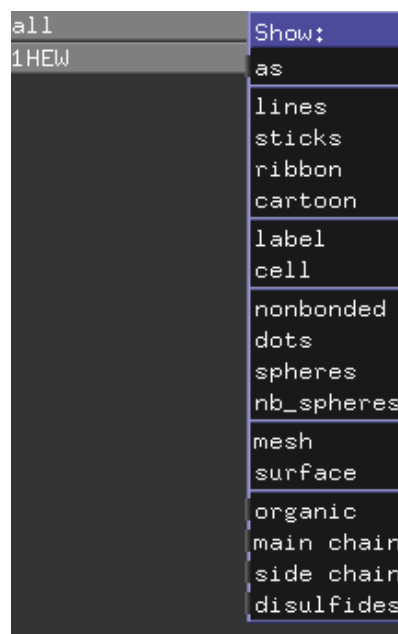 all
1HEW
Show:
as
lines
sticks
ribbon
cartoon
label
cell
nonbonded
dots
spheres
nb_spheres
mesh
surface
organic
main chain
side chain
disulfides